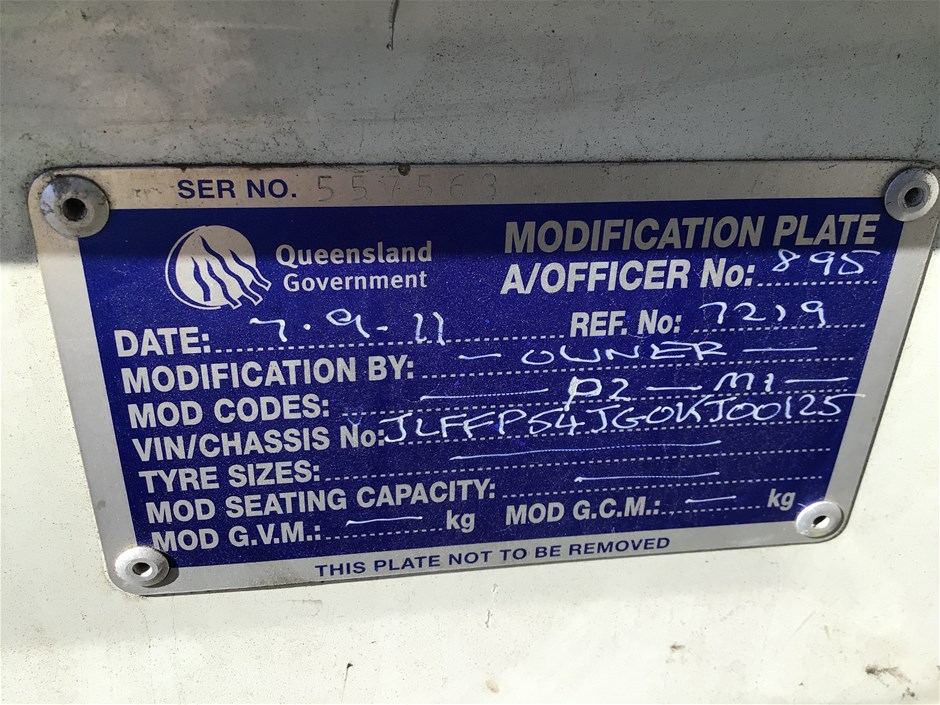 SER NO. 557563
Queensland
Government
MODIFICATION PLATE
A/OFFICER No: 895
DATE: 7.9.11 REF. No: 7219
MODIFICATION BY: - OWNER -
MOD CODES: — P2 — M1 —
VIN/CHASSIS No: JLFFP54JG0KJ00125
TYRE SIZES: —
MOD SEATING CAPACITY: —
MOD G.V.M.: — kg MOD G.C.M.: — kg
THIS PLATE NOT TO BE REMOVED